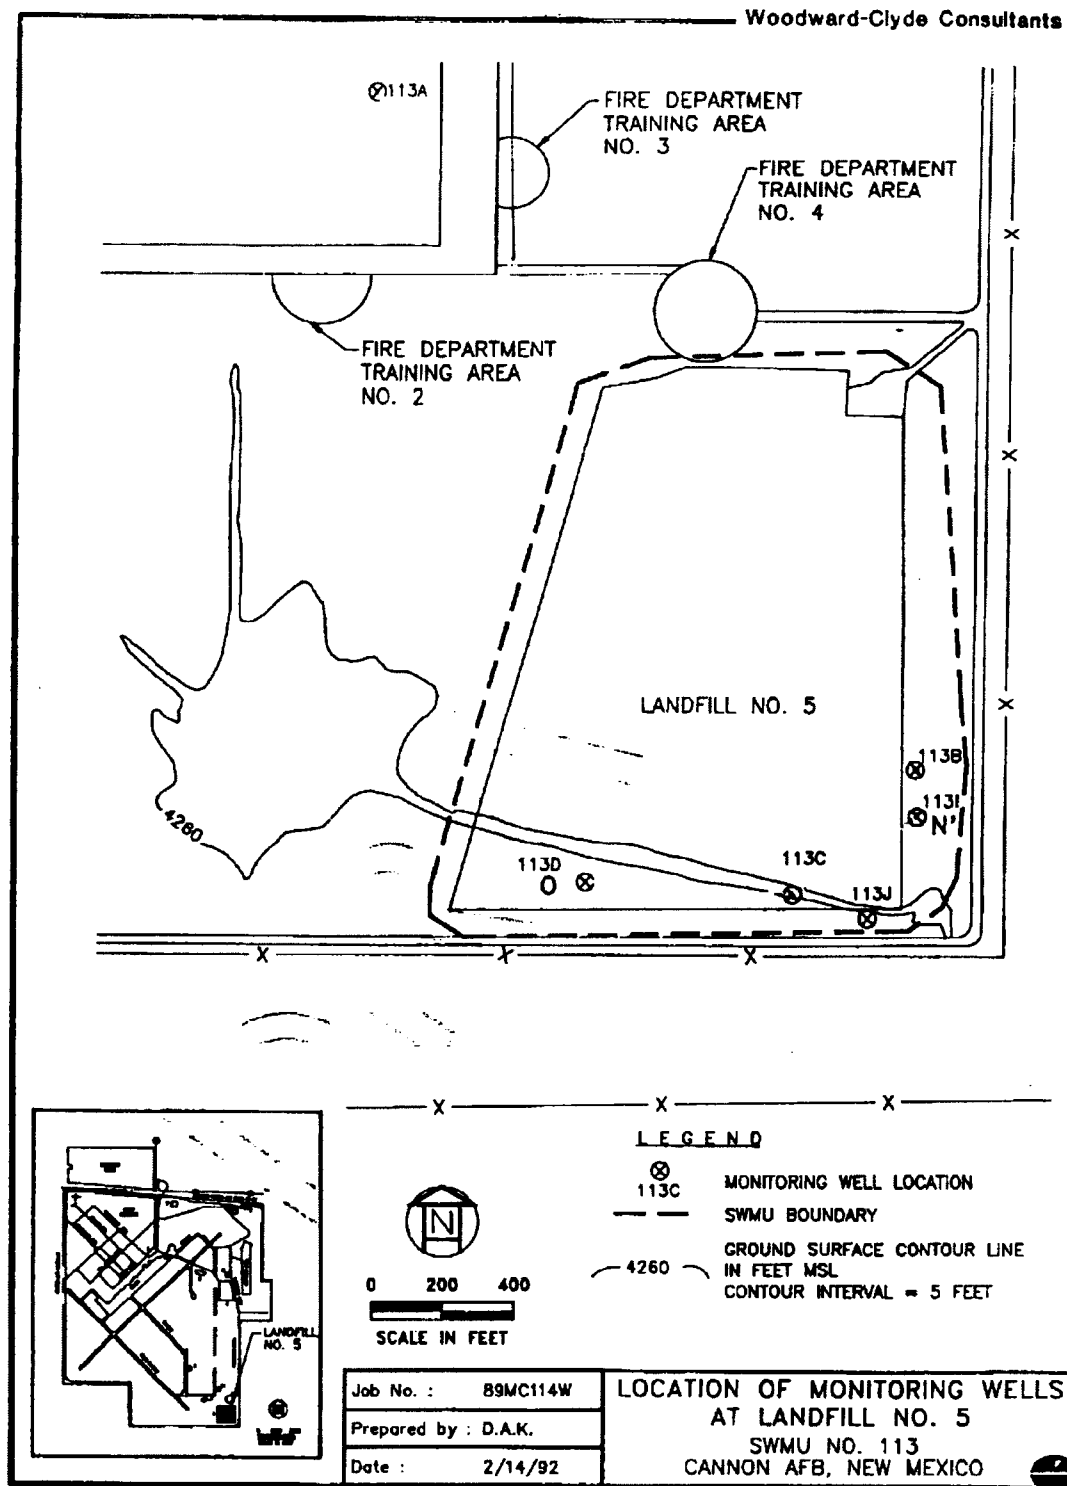 Woodward-Clyde Consultants
113A
FIRE DEPARTMENT
TRAINING AREA
NO. 3
FIRE DEPARTMENT
TRAINING AREA
NO. 4
FIRE DEPARTMENT
TRAINING AREA
NO. 2
LANDFILL NO. 5
113B
113I
N'
4260
113D
O
113C
113J
LEGEND
113C
MONITORING WELL LOCATION
SWMU BOUNDARY
4260
GROUND SURFACE CONTOUR LINE
IN FEET MSL
CONTOUR INTERVAL = 5 FEET
N
0 200 400
SCALE IN FEET
LANDFILL
NO. 5
Job No. : 89MC114W
Prepared by : D.A.K.
Date : 2/14/92
LOCATION OF MONITORING WELLS
AT LANDFILL NO. 5
SWMU NO. 113
CANNON AFB, NEW MEXICO